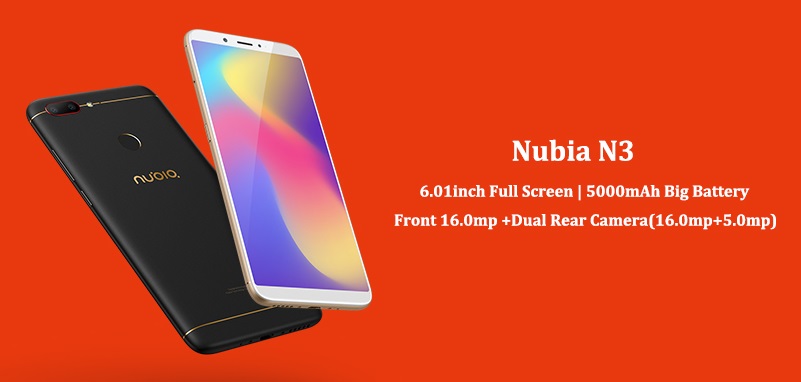 nubia.
Nubia N3
6.01inch Full Screen | 5000mAh Big Battery
Front 16.0mp +Dual Rear Camera(16.0mp+5.0mp)